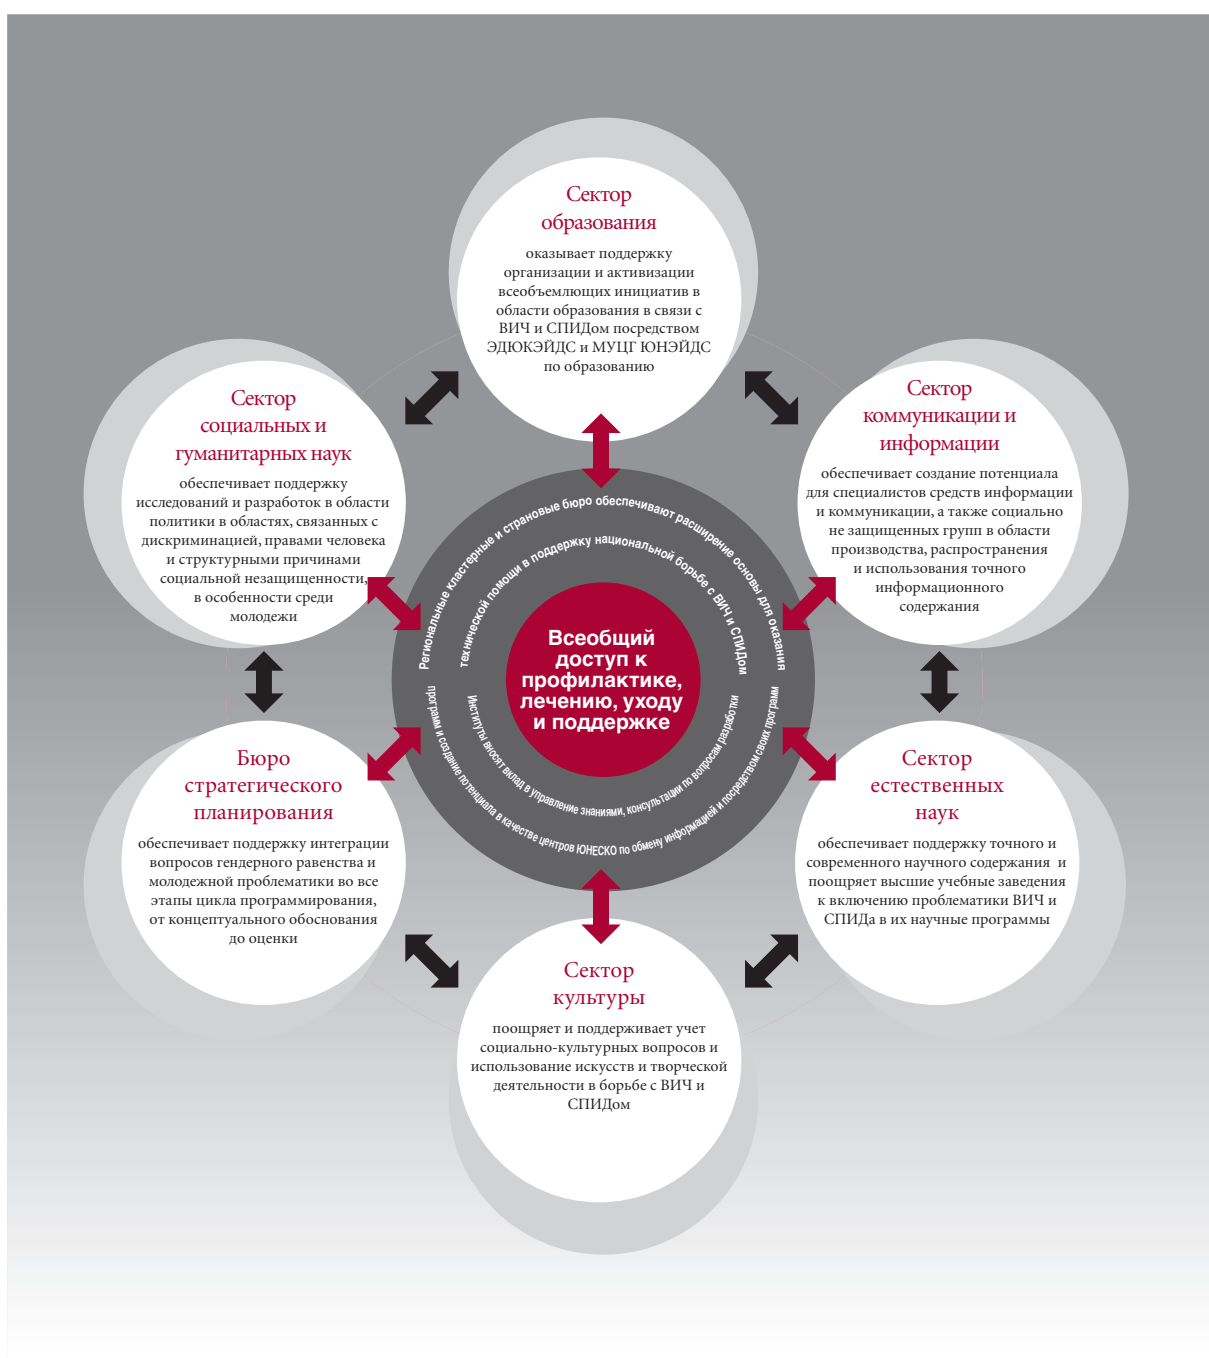 Сектор
образования
оказывает поддержку
организации и активизации
всеобъемлющих инициатив в
области образования в связи с
ВИЧ и СПИДом посредством
ЭДЮКЭЙДС и МУЦГ ЮНЭЙДС
по образованию
Сектор
социальных и
гуманитарных наук
обеспечивает поддержку
исследований и разработок в области
политики в областях, связанных с
дискриминацией, правами человека
и структурными причинами
социальной незащищенности,
в особенности среди
молодежи
Сектор
коммуникации и
информации
обеспечивает создание потенциала
для специалистов средств информации
и коммуникации, а также социально
не защищенных групп в области
производства, распространения
и использования точного
информационного
содержания
Региональные кластерные и страновые бюро обеспечивают расширение основы для оказания
технической помощи в поддержку национальной борьбе с ВИЧ и СПИДом
Всеобщий
доступ к
профилактике,
лечению, уходу
и поддержке
Институты вносят вклад в управление знаниями, консультации по вопросам разработки
программ и создание потенциала в качестве центров ЮНЕСКО по обмену информацией и посредством своих программ
Бюро
стратегического
планирования
обеспечивает поддержку интеграции
вопросов гендерного равенства и
молодежной проблематики во все
этапы цикла программирования,
от концептуального обоснования
до оценки
Сектор
естественных
наук
обеспечивает поддержку точного и
современного научного содержания и
поощряет высшие учебные заведения
к включению проблематики ВИЧ и
СПИДа в их научные программы
Сектор
культуры
поощряет и поддерживает учет
социально-культурных вопросов и
использование искусств и творческой
деятельности в борьбе с ВИЧ и
СПИДом